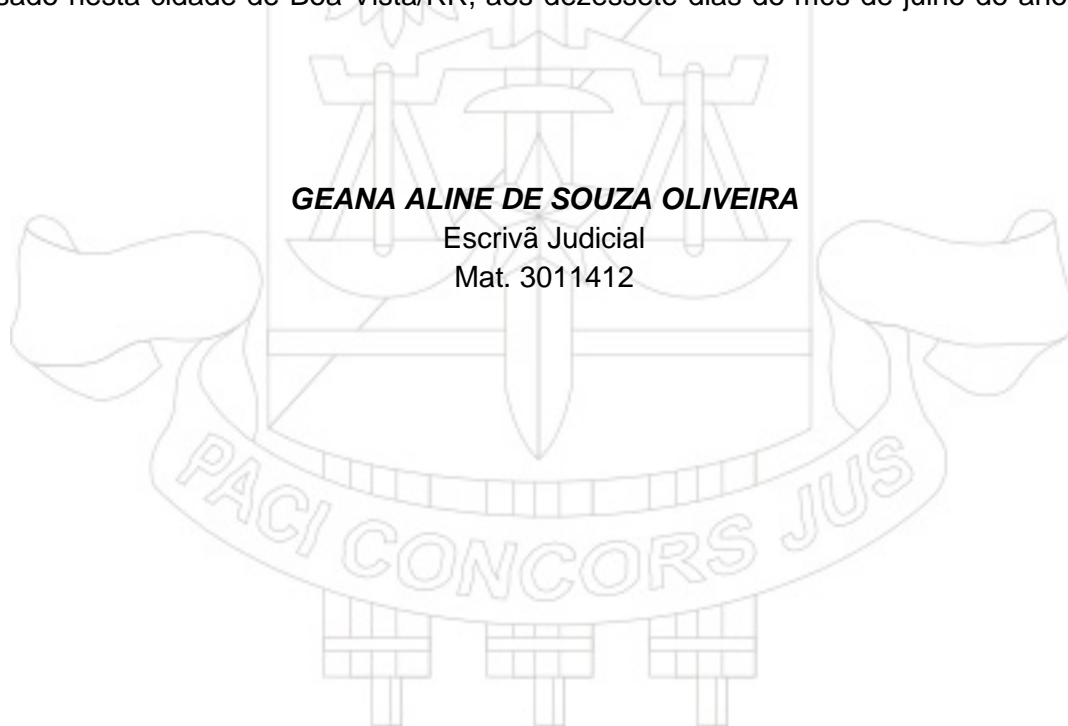 sado nesta cidade de Boa Vista/RR, aos dezessete dias do mês de julho do ano
GEANA ALINE DE SOUZA OLIVEIRA
Escrivã Judicial
Mat. 3011412
PACI CONCORS JUS